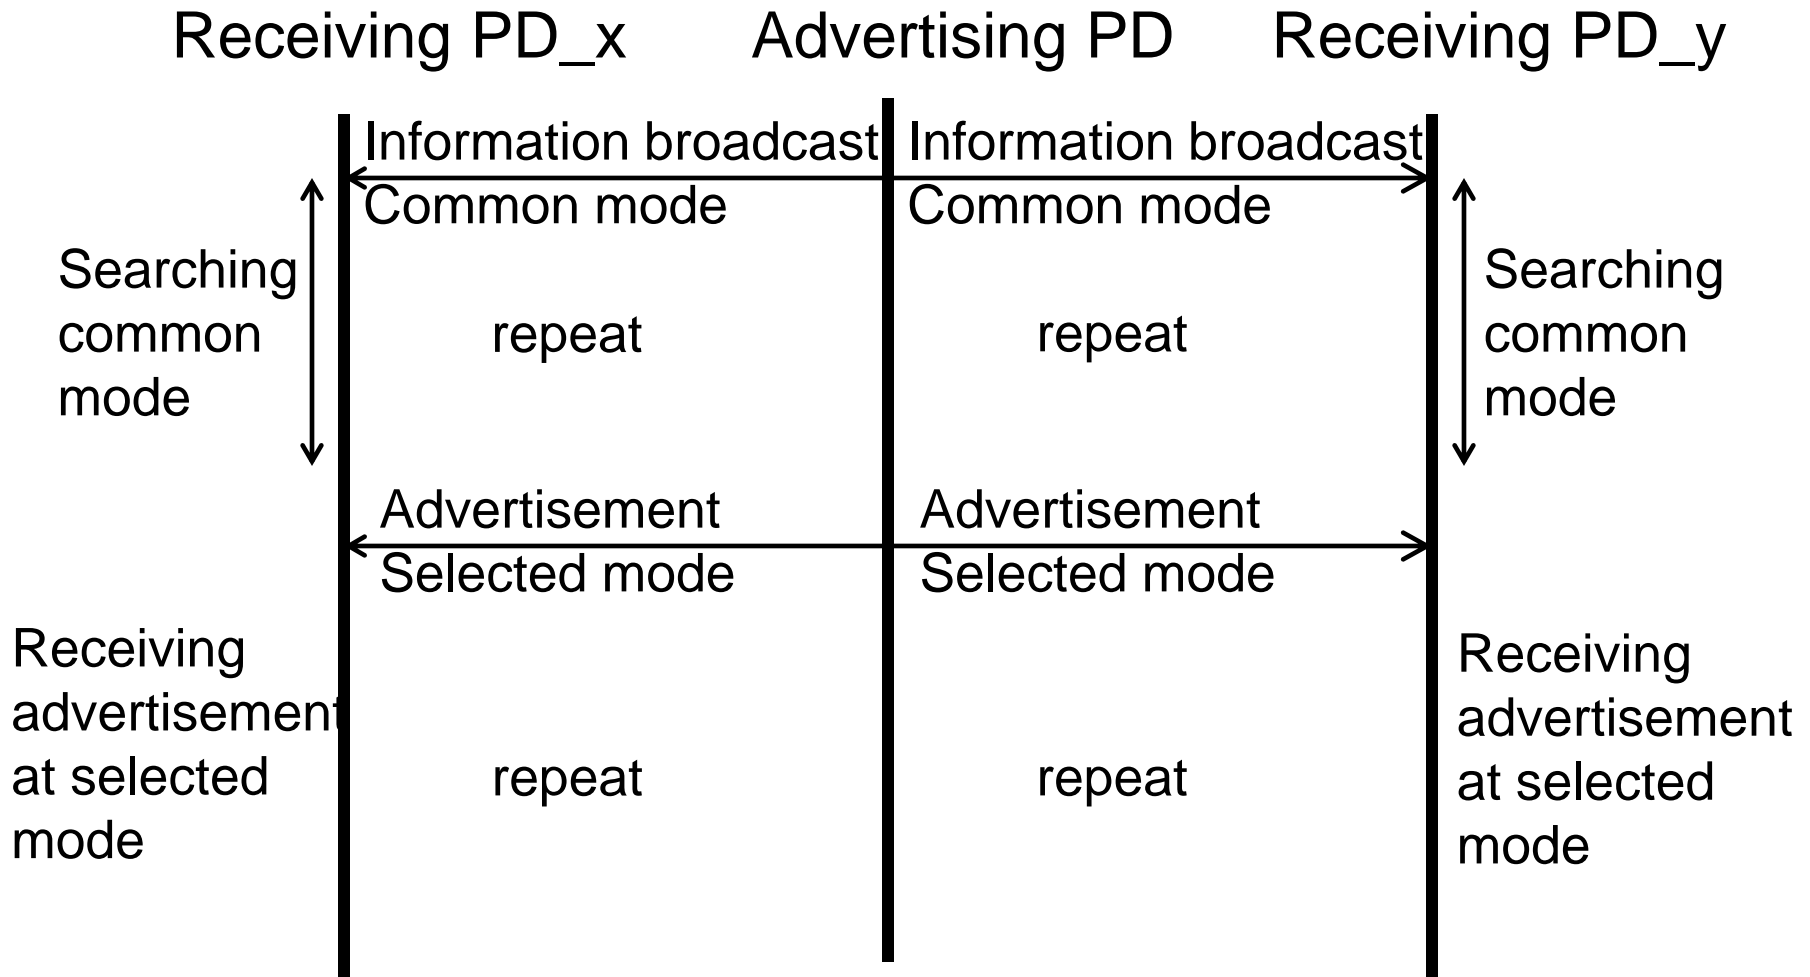 Receiving PD_x
Advertising PD
Receiving PD_y
Information broadcast
Information broadcast
Common mode
Common mode
Searching
common
mode
repeat
repeat
Searching
common
mode
Advertisement
Advertisement
Selected mode
Selected mode
Receiving
advertisement
at selected
mode
repeat
repeat
Receiving
advertisement
at selected
mode